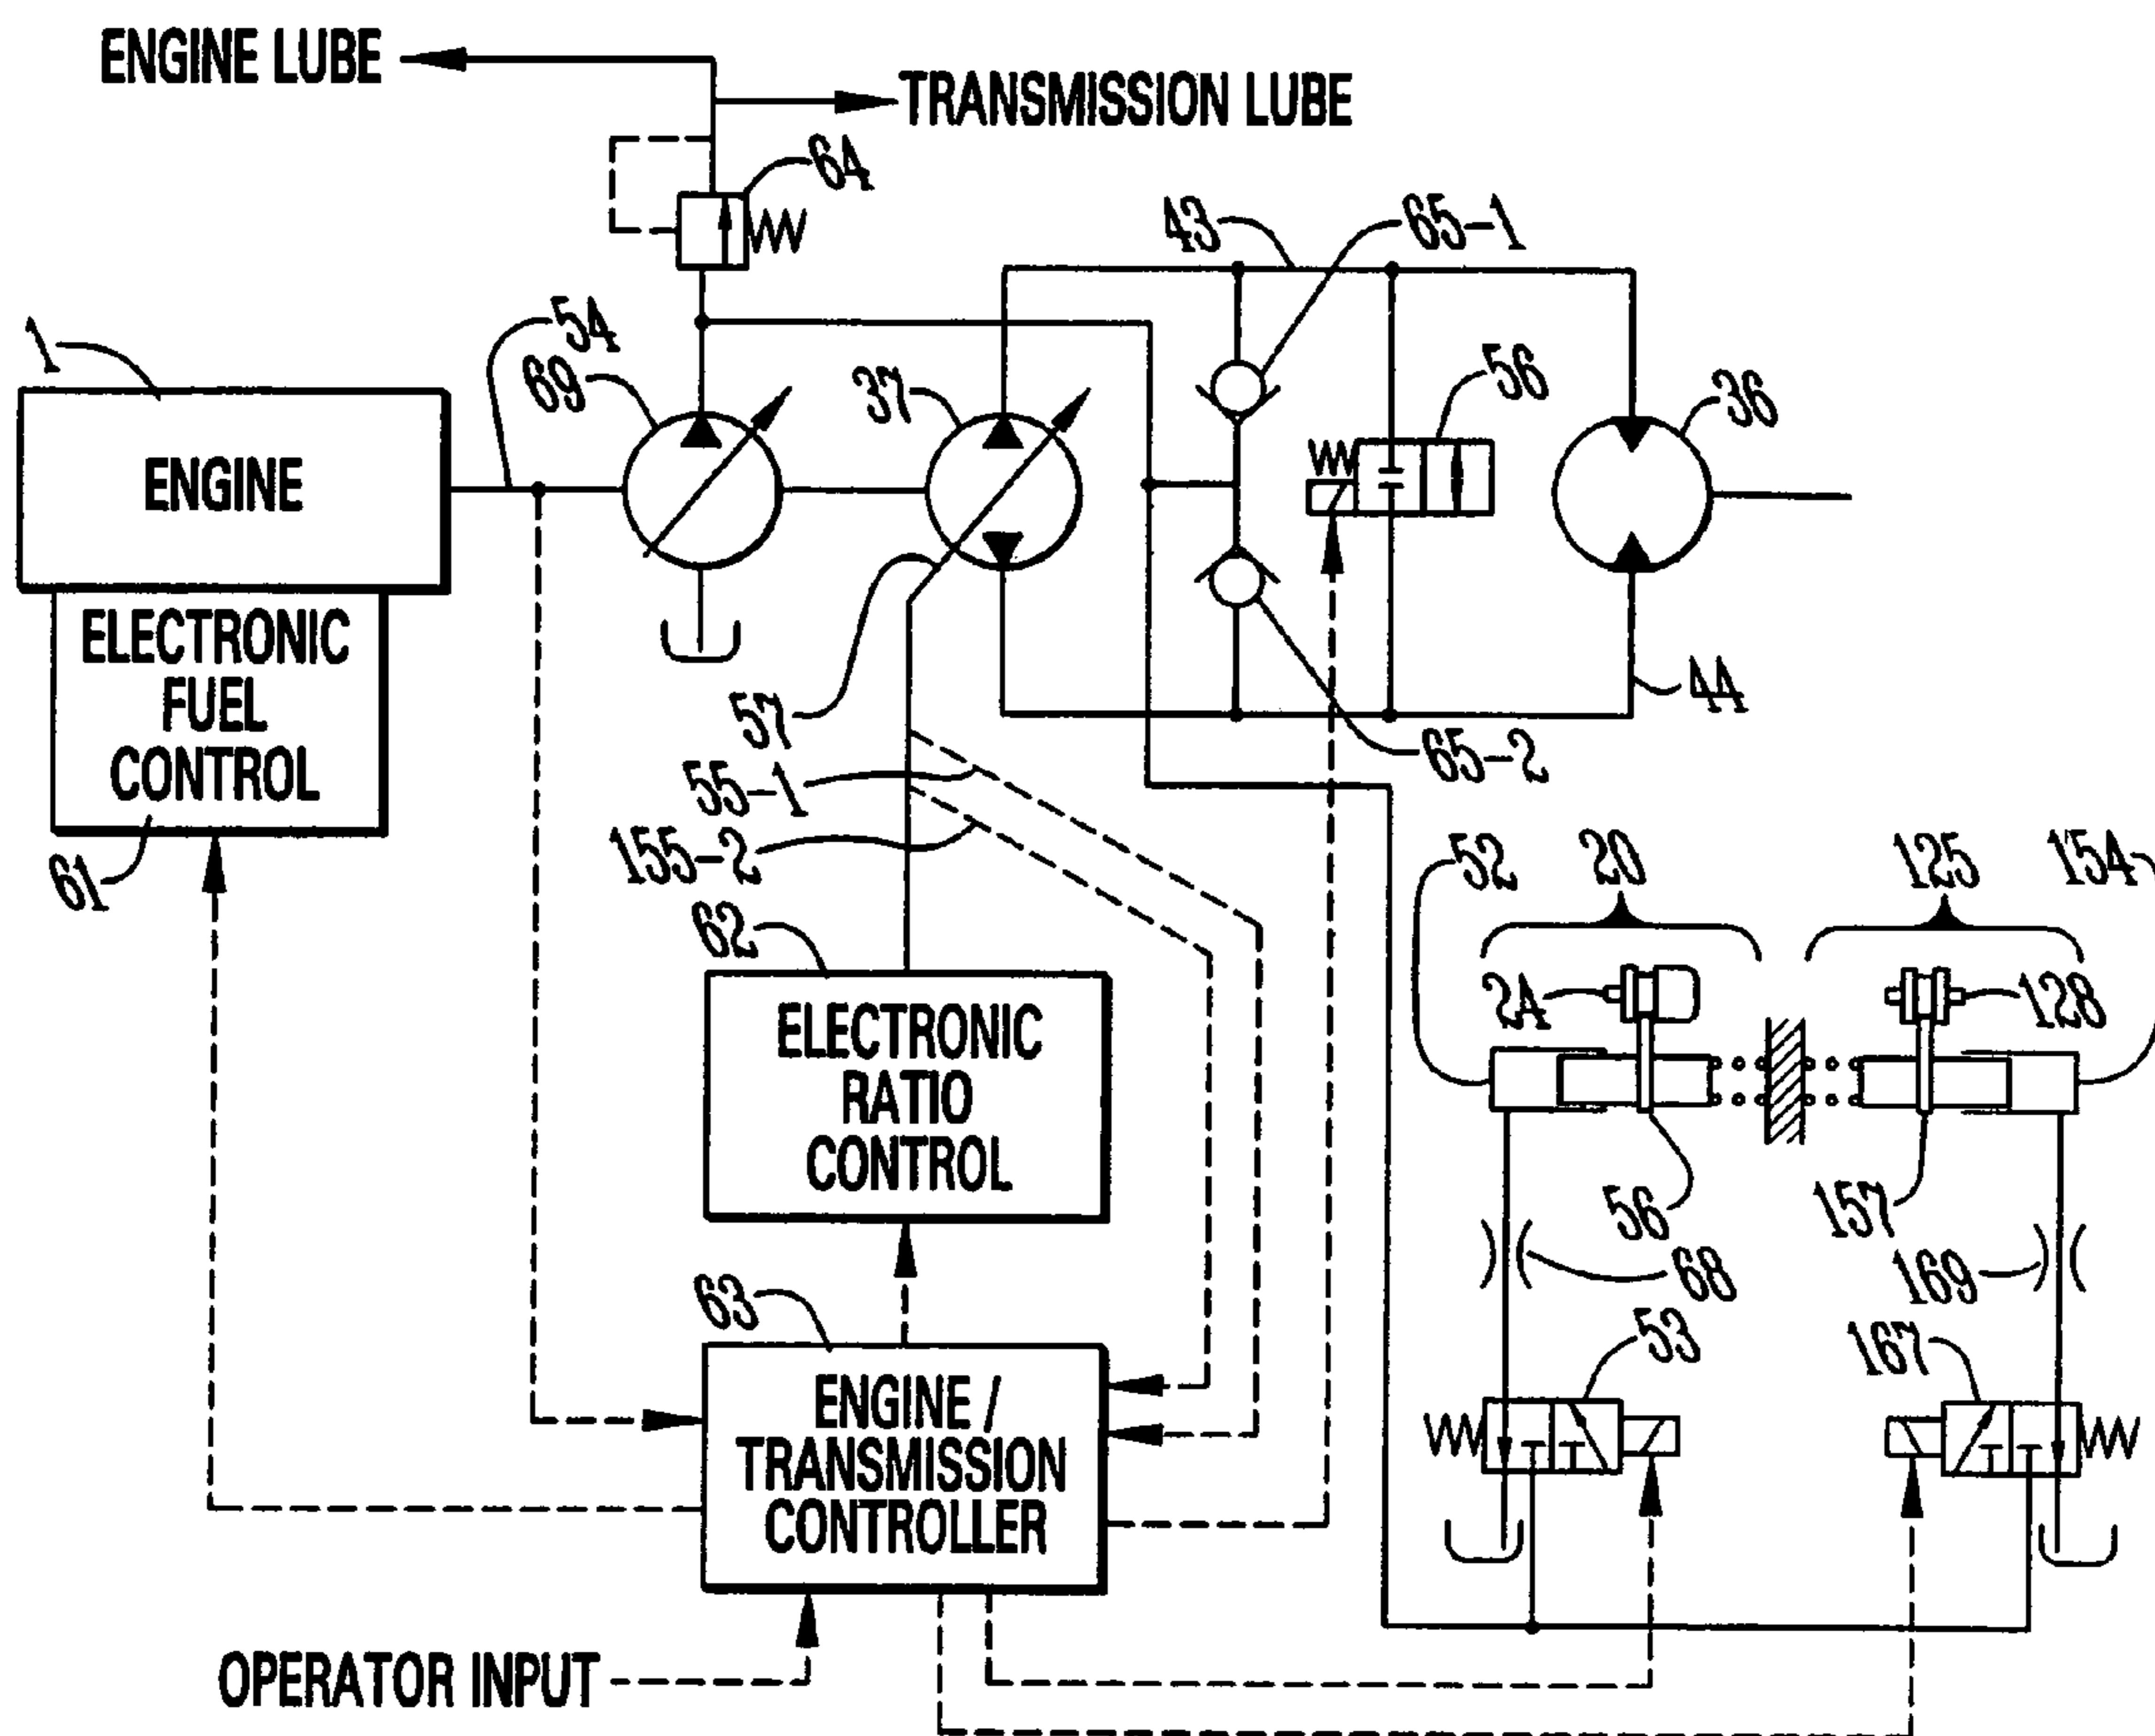 ENGINE LUBE
TRANSMISSION LUBE
64
43
65-1
1
54
69
37
56
36
ENGINE
ELECTRONIC
FUEL
CONTROL
57
44
65-2
55-1
155-2
61
52
20
125
154
62
24
128
ELECTRONIC
RATIO
CONTROL
56
157
68
169
63
53
167
ENGINE /
TRANSMISSION
CONTROLLER
OPERATOR INPUT